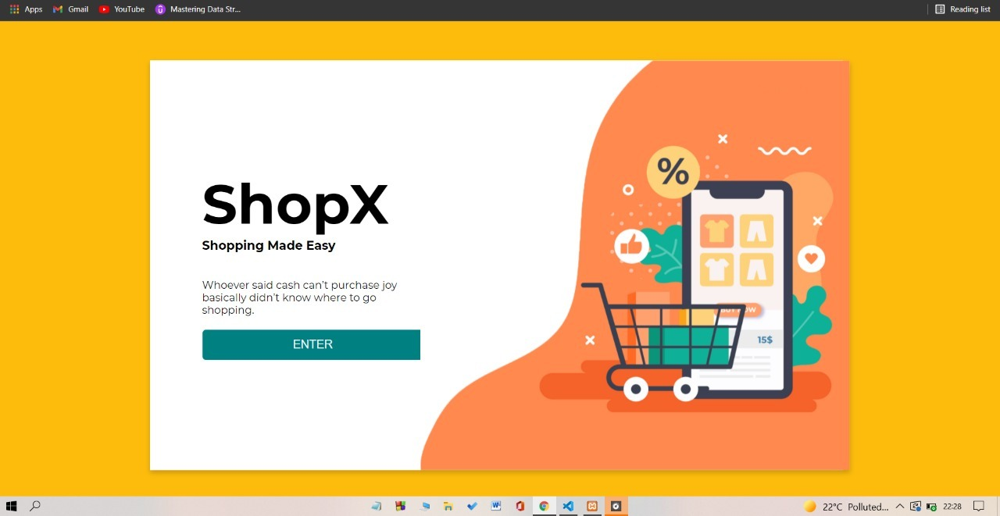 Apps Gmail YouTube Mastering Data Str... Reading list
ShopX
Shopping Made Easy
Whoever said cash can't purchase joy
basically didn't know where to go
shopping.
ENTER
%
BUY NOW
15$
22°C Polluted... 22:28